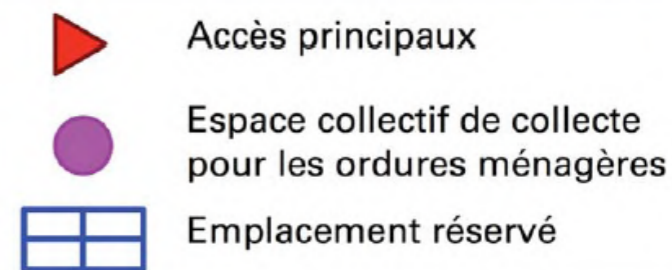 Accès principaux
Espace collectif de collecte
pour les ordures ménagères
Emplacement réservé